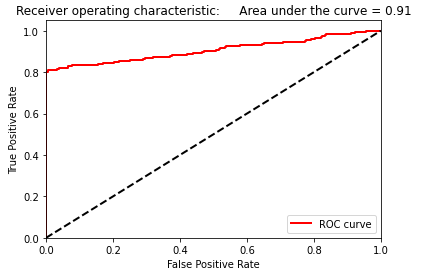 Receiver operating characteristic:     Area under the curve = 0.91
1.0
0.8
0.6
0.4
0.2
0.0
True Positive Rate
ROC curve
0.0 0.2 0.4 0.6 0.8 1.0
False Positive Rate